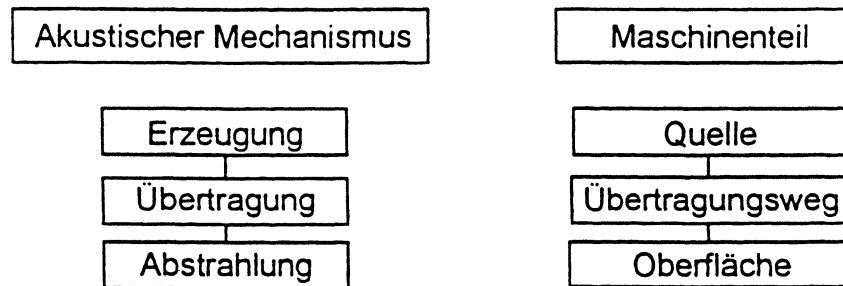 Akustischer Mechanismus
Maschinenteil
Erzeugung
Quelle
Übertragung
Übertragungsweg
Abstrahlung
Oberfläche